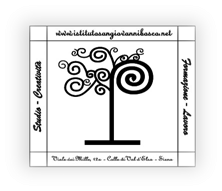 www.istitutosangiovannibosco.net
Studio - Creatività
Formazione - Lavoro
Viale dei Mille, 12a - Colle di Val d'Elsa - Siena